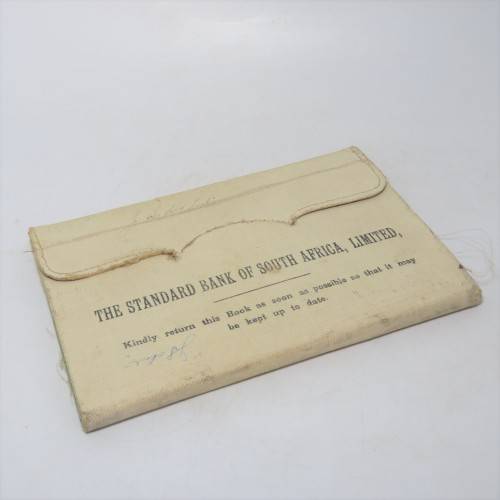 THE STANDARD BANK OF SOUTH AFRICA, LIMITED,
Kindly return this Book as soon as possible so that it may
be kept up to date.